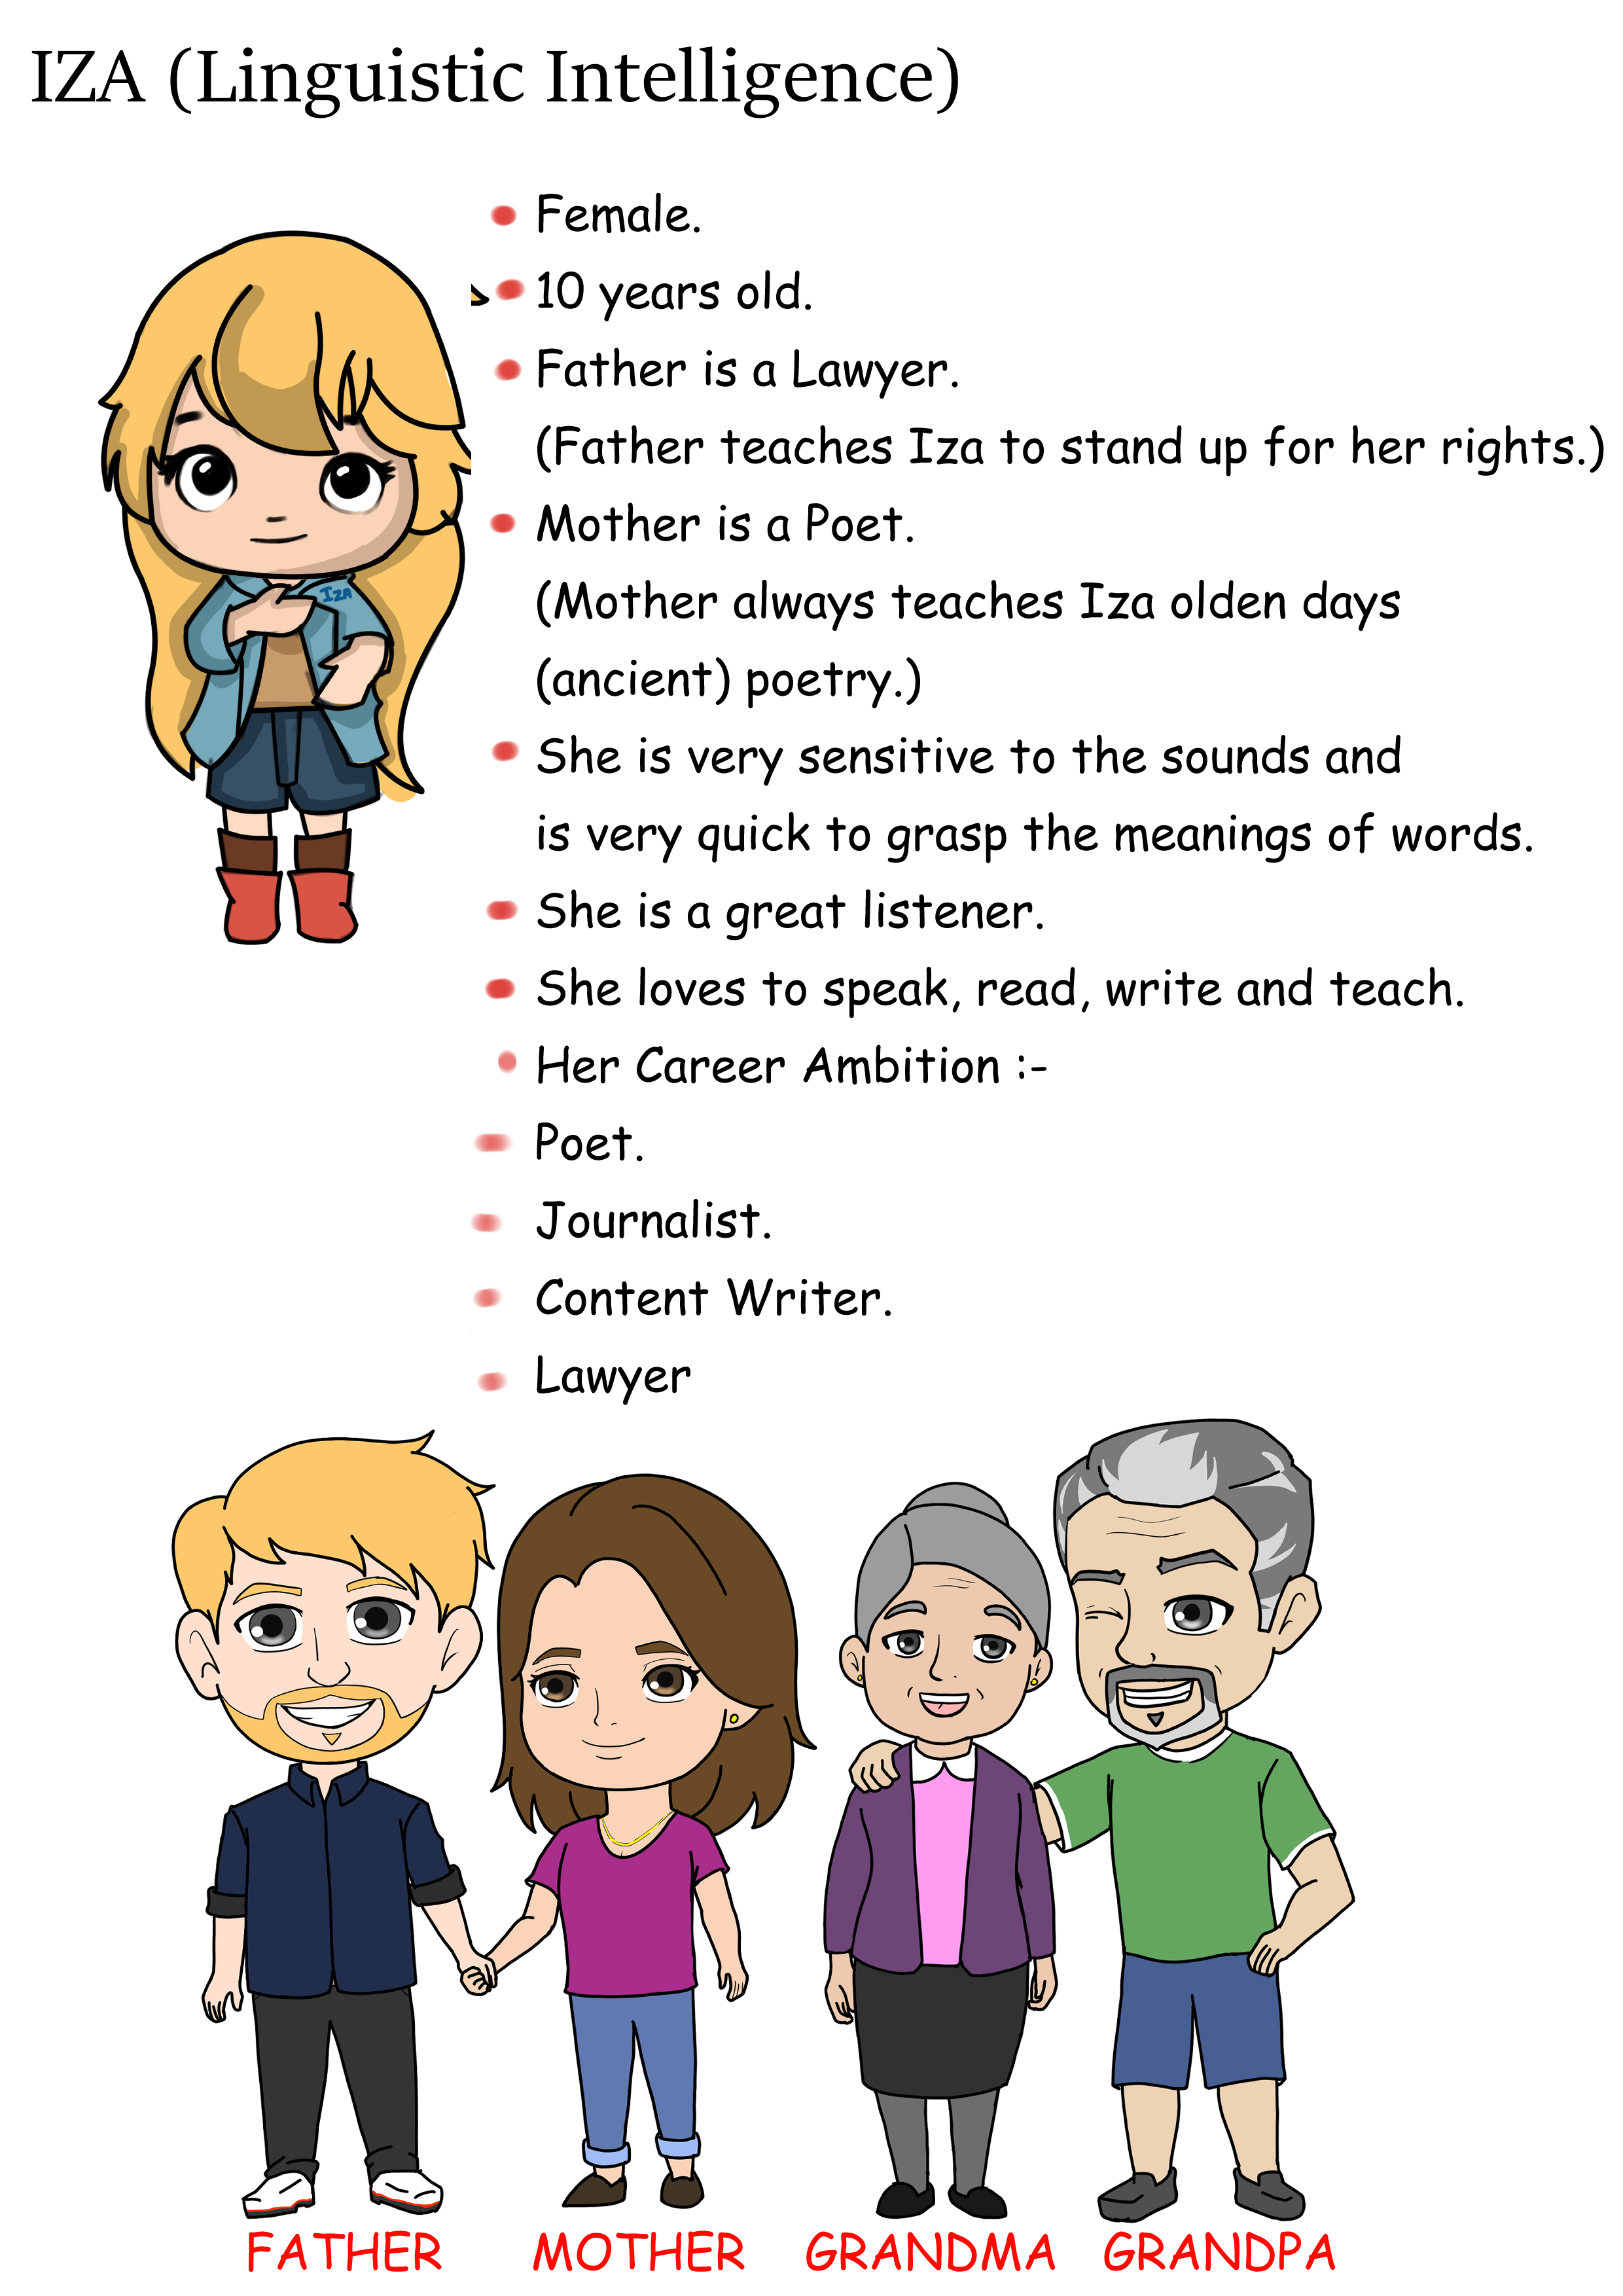 IZA (Linguistic Intelligence)
Female.
10 years old.
Father is a Lawyer.
(Father teaches Iza to stand up for her rights.)
Mother is a Poet.
(Mother always teaches Iza olden days
(ancient) poetry.)
She is very sensitive to the sounds and
is very quick to grasp the meanings of words.
She is a great listener.
She loves to speak, read, write and teach.
Her Career Ambition :-
Poet.
Journalist.
Content Writer.
Lawyer
IZA
FATHER MOTHER GRANDMA GRANDPA